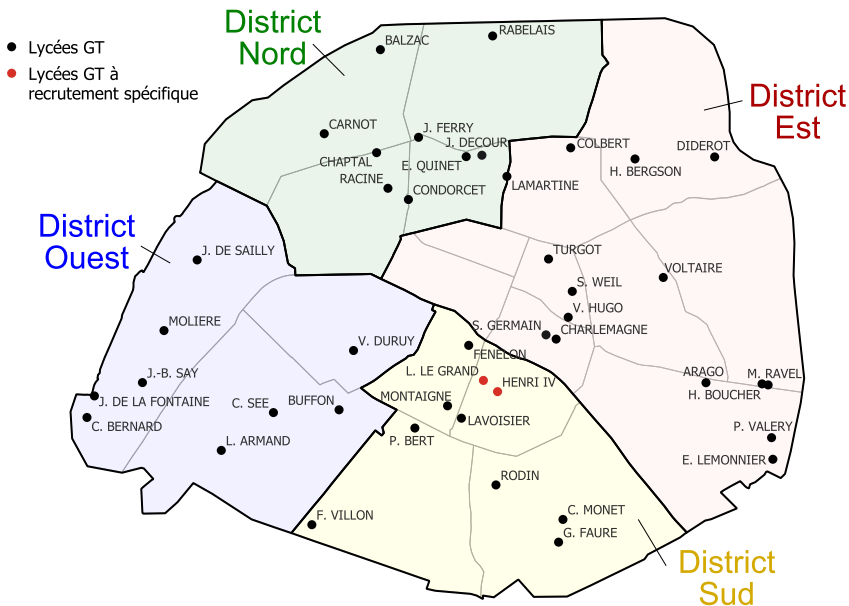 District
Nord
Lycées GT
Lycées GT à
recrutement spécifique
BALZAC
RABELAIS
District
Est
CARNOT
J. FERRY
J. DECOUR
COLBERT
DIDEROT
CHAPTAL
E. QUINET
H. BERGSON
RACINE
CONDORCET
LAMARTINE
District
Ouest
J. DE SAILLY
TURGOT
VOLTAIRE
S. WEIL
V. HUGO
MOLIERE
S. GERMAIN
CHARLEMAGNE
V. DURUY
FENELON
J.-B. SAY
L. LE GRAND
HENRI IV
ARAGO
M. RAVEL
H. BOUCHER
J. DE LA FONTAINE
C. SEE
BUFFON
MONTAIGNE
LAVOISIER
C. BERNARD
P. VALERY
L. ARMAND
P. BERT
E. LEMONNIER
RODIN
F. VILLON
C. MONET
G. FAURE
District
Sud